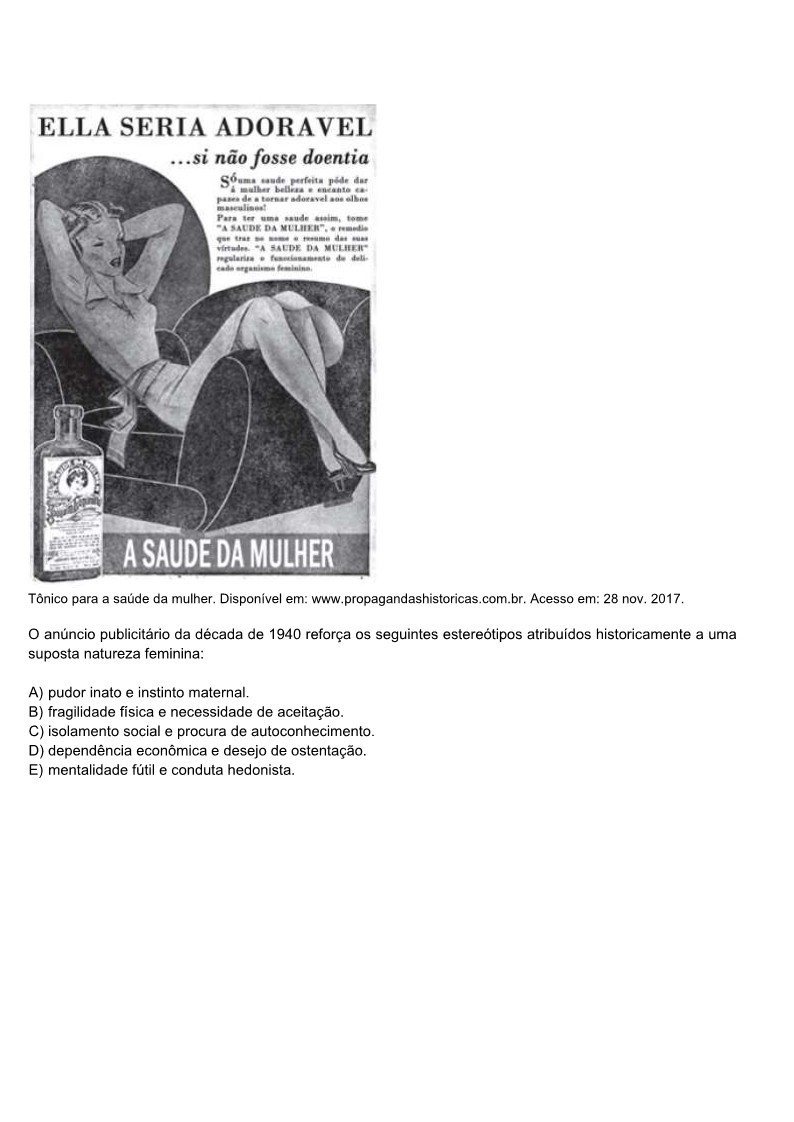 ELLA SERIA ADORAVEL
...si não fosse doentia
Só uma saude perfeita póde dar
á mulher belleza e encanto ca-
pazes de a tornar adoravel aos olhos
masculinos!
Para ter uma saude assim, tome
"A SAUDE DA MULHER", o remedio
que traz no nome o resumo das suas
virtudes. "A SAUDE DA MULHER"
regulariza o funccionamento do deli-
cado organismo feminino.
A SAUDE DA MULHER
Tônico para a saúde da mulher. Disponível em: www.propagandashistoricas.com.br. Acesso em: 28 nov. 2017.
O anúncio publicitário da década de 1940 reforça os seguintes estereótipos atribuídos historicamente a uma
suposta natureza feminina:
A) pudor inato e instinto maternal.
B) fragilidade física e necessidade de aceitação.
C) isolamento social e procura de autoconhecimento.
D) dependência econômica e desejo de ostentação.
E) mentalidade fútil e conduta hedonista.